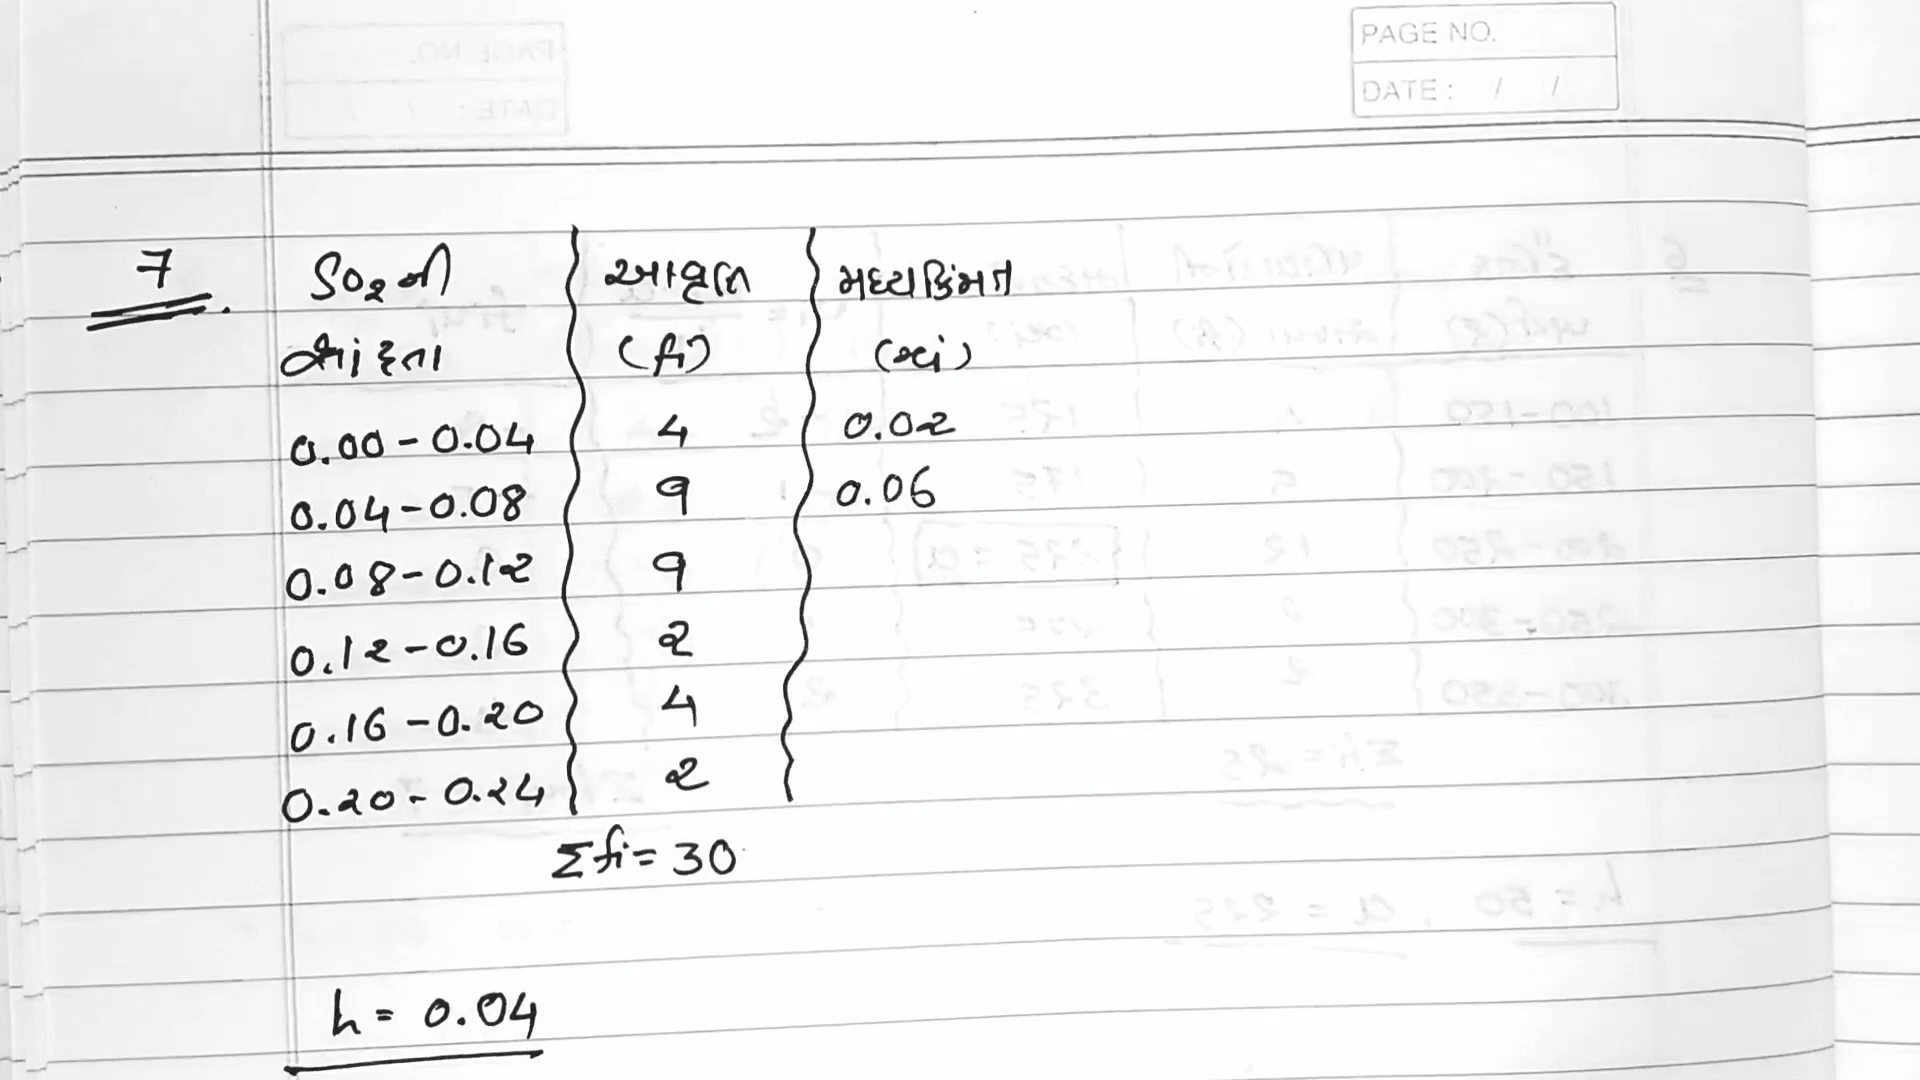 PAGE NO.
DATE: / /
7. SO2ની આવૃત્તિ મધ્યકિંમત
સાંદ્રતા (fi) (xi)
0.00-0.04 4 0.02
0.04-0.08 9 0.06
0.08-0.12 9
0.12-0.16 2
0.16-0.20 4
0.20-0.24 2
Σfi=30
h=0.04